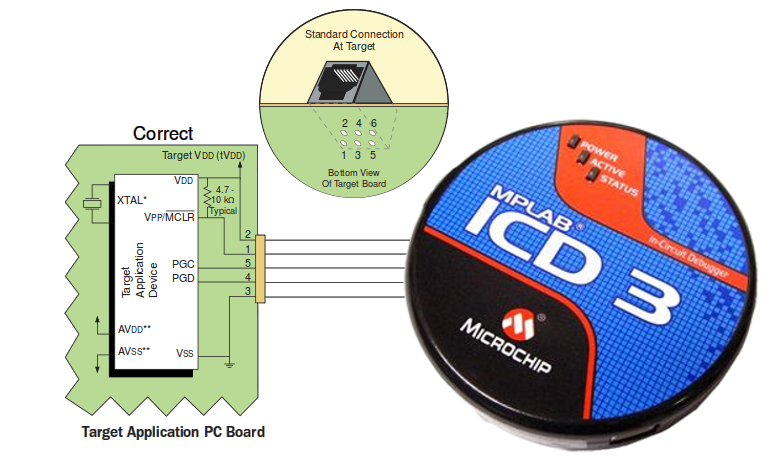 Standard Connection
At Target
2 4 6
1 3 5
Bottom View
Of Target Board
Correct
Target VDD (tVDD)
VDD
4.7 -
10 kΩ
Typical
XTAL*
VPP/MCLR
2
1
5
4
3
PGC
PGD
Target
Application
Device
AVDD**
AVSS**
VSS
Target Application PC Board
POWER
ACTIVE
STATUS
MPLAB®
ICD 3
In-Circuit Debugger
MICROCHIP®